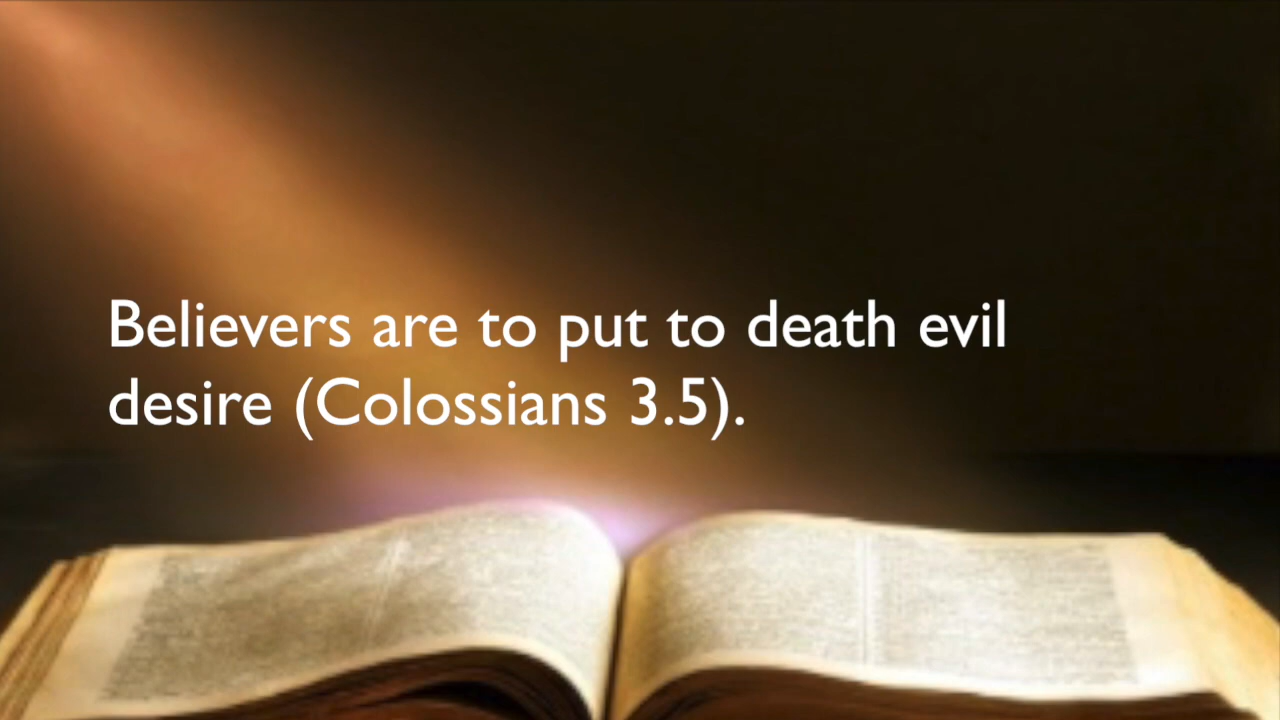 Believers are to put to death evil
desire (Colossians 3.5).